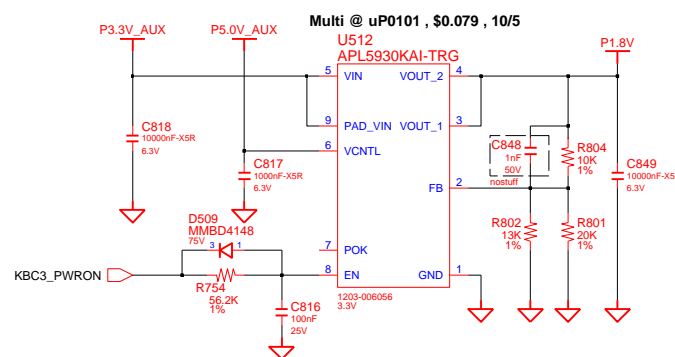 Multi @ uP0101 , $0.079 , 10/5
P3.3V_AUX
P5.0V_AUX
U512
APL5930KAI-TRG
P1.8V
5 VIN VOUT_2 4
9 PAD_VIN VOUT_1 3
6 VCNTL
C818
10000nF-X5R
6.3V
C817
1000nF-X5R
6.3V
C848
1nF
50V
nostuff
R804
10K
1%
C849
10000nF-X5
6.3V
FB 2
R802
13K
1%
R801
20K
1%
D509
MMBD4148
75V
3 1
7 POK
KBC3_PWRON
8 EN GND 1
R754
56.2K
1%
C816
100nF
25V
1203-006056
3.3V